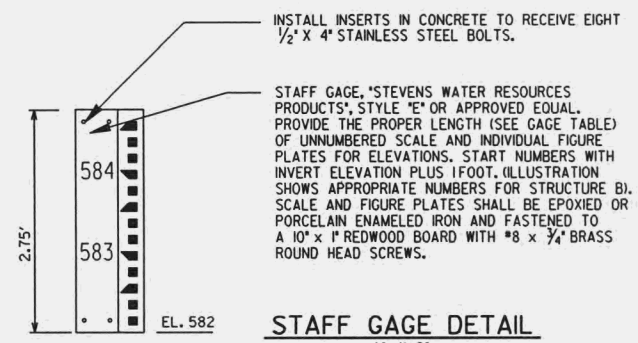 INSTALL INSERTS IN CONCRETE TO RECEIVE EIGHT
1/2" X 4" STAINLESS STEEL BOLTS.
STAFF GAGE, "STEVENS WATER RESOURCES
PRODUCTS", STYLE "E" OR APPROVED EQUAL.
PROVIDE THE PROPER LENGTH (SEE GAGE TABLE)
OF UNNUMBERED SCALE AND INDIVIDUAL FIGURE
PLATES FOR ELEVATIONS. START NUMBERS WITH
INVERT ELEVATION PLUS 1 FOOT. (ILLUSTRATION
SHOWS APPROPRIATE NUMBERS FOR STRUCTURE B).
SCALE AND FIGURE PLATES SHALL BE EPOXIED OR
PORCELAIN ENAMELED IRON AND FASTENED TO
A 10" x 1" REDWOOD BOARD WITH #8 x 3/4" BRASS
ROUND HEAD SCREWS.
584
583
2.75'
EL. 582
STAFF GAGE DETAIL